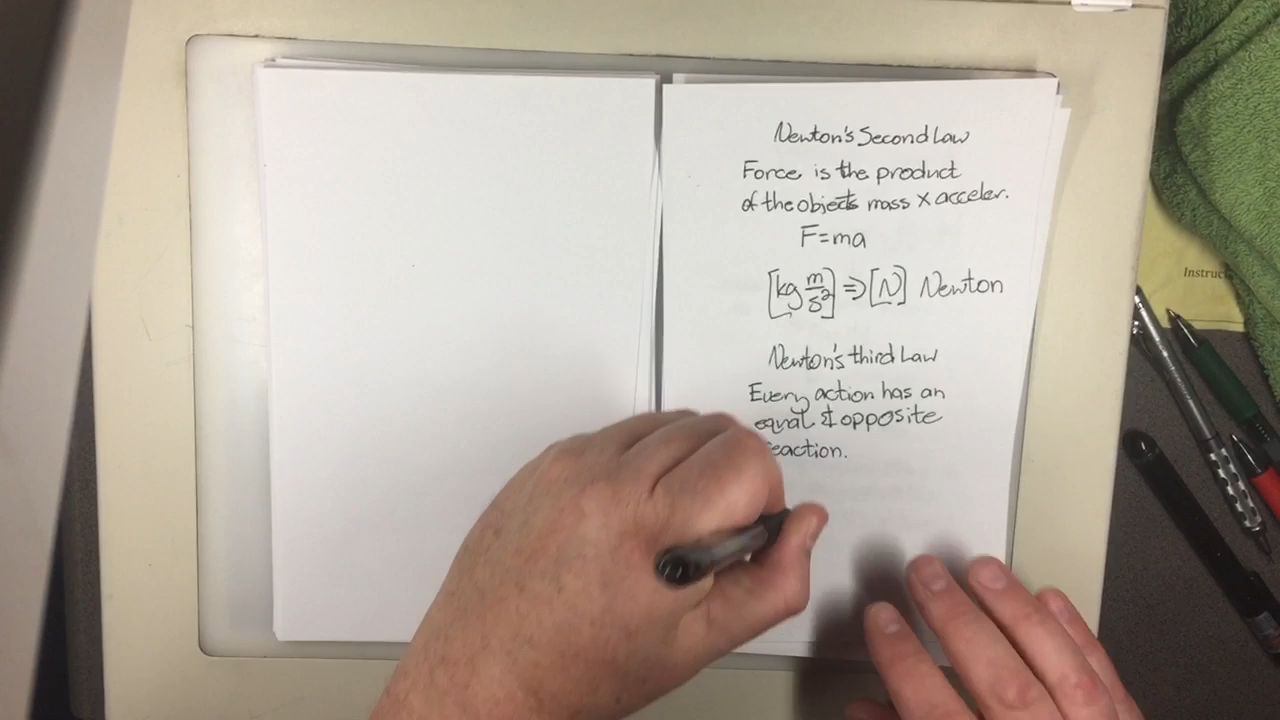 Newton's Second Law
Force is the product
of the objects mass x acceler.
F=ma
[kg m/s²] ⇒ [N] Newton
Newton's third Law
Every action has an
equal & opposite
reaction.